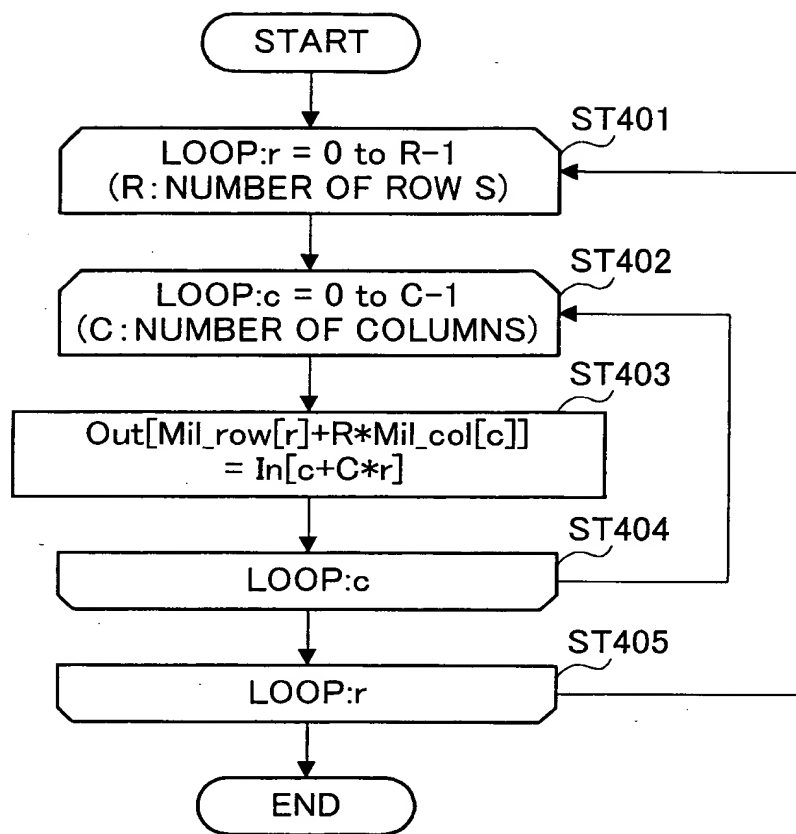 START
ST401
LOOP:r = 0 to R-1
(R:NUMBER OF ROW S)
ST402
LOOP:c = 0 to C-1
(C:NUMBER OF COLUMNS)
ST403
Out[Mil_row[r]+R*Mil_col[c]]
= In[c+C*r]
ST404
LOOP:c
ST405
LOOP:r
END